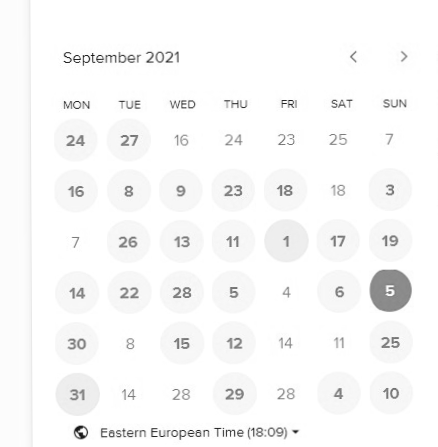 September 2021
MON TUE WED THU FRI SAT SUN
24 27 16 24 23 25 7
16 8 9 23 18 18 3
7 26 13 11 1 17 19
14 22 28 5 4 6 5
30 8 15 12 14 11 25
31 14 28 29 28 4 10
Eastern European Time (18:09)